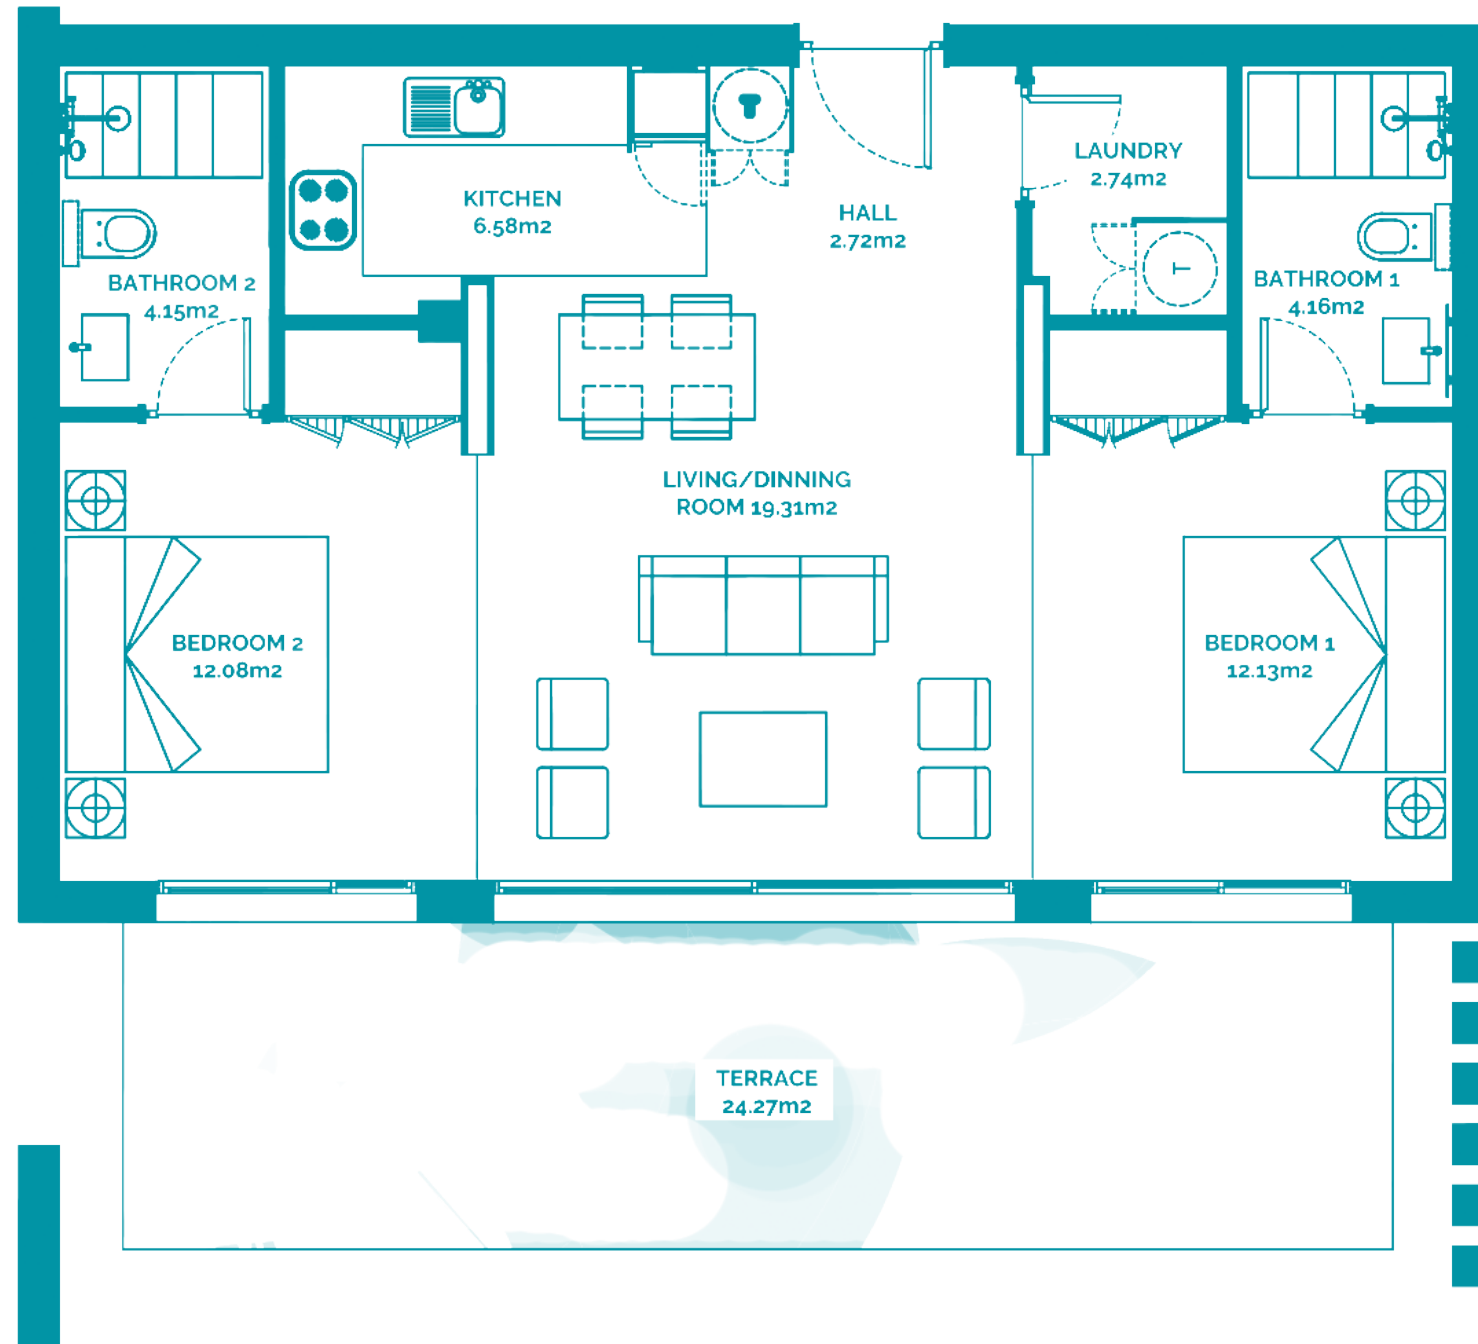 KITCHEN
6.58m2
HALL
2.72m2
LAUNDRY
2.74m2
BATHROOM 2
4.15m2
T
T
BATHROOM 1
4.16m2
LIVING/DINNING
ROOM 19.31m2
BEDROOM 2
12.08m2
BEDROOM 1
12.13m2
TERRACE
24.27m2